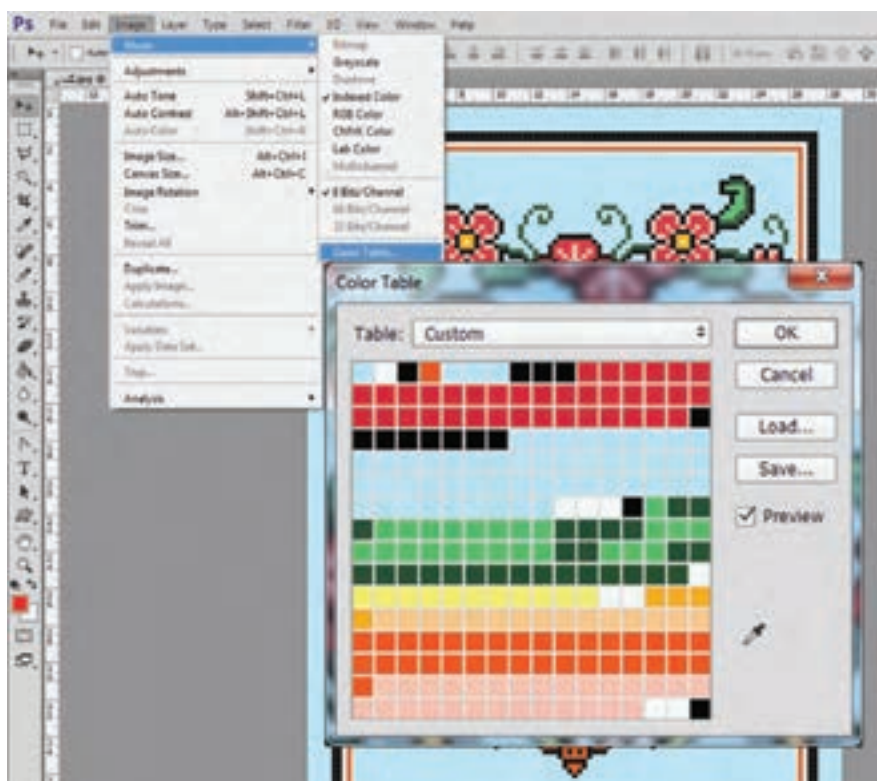 Ps File Edit Image Layer Type Select Filter 3D View Window Help
Mode
Adjustments
Auto Tone Shift+Ctrl+L
Auto Contrast Alt+Shift+Ctrl+L
Auto Color Shift+Ctrl+B
Image Size... Alt+Ctrl+I
Canvas Size... Alt+Ctrl+C
Image Rotation
Crop
Trim...
Reveal All
Duplicate...
Apply Image...
Calculations...
Variables
Apply Data Set...
Trap...
Analysis
Bitmap
Grayscale
Duotone
Indexed Color
RGB Color
CMYK Color
Lab Color
Multichannel
8 Bits/Channel
16 Bits/Channel
32 Bits/Channel
Color Table...
Color Table
Table: Custom
OK
Cancel
Load...
Save...
Preview